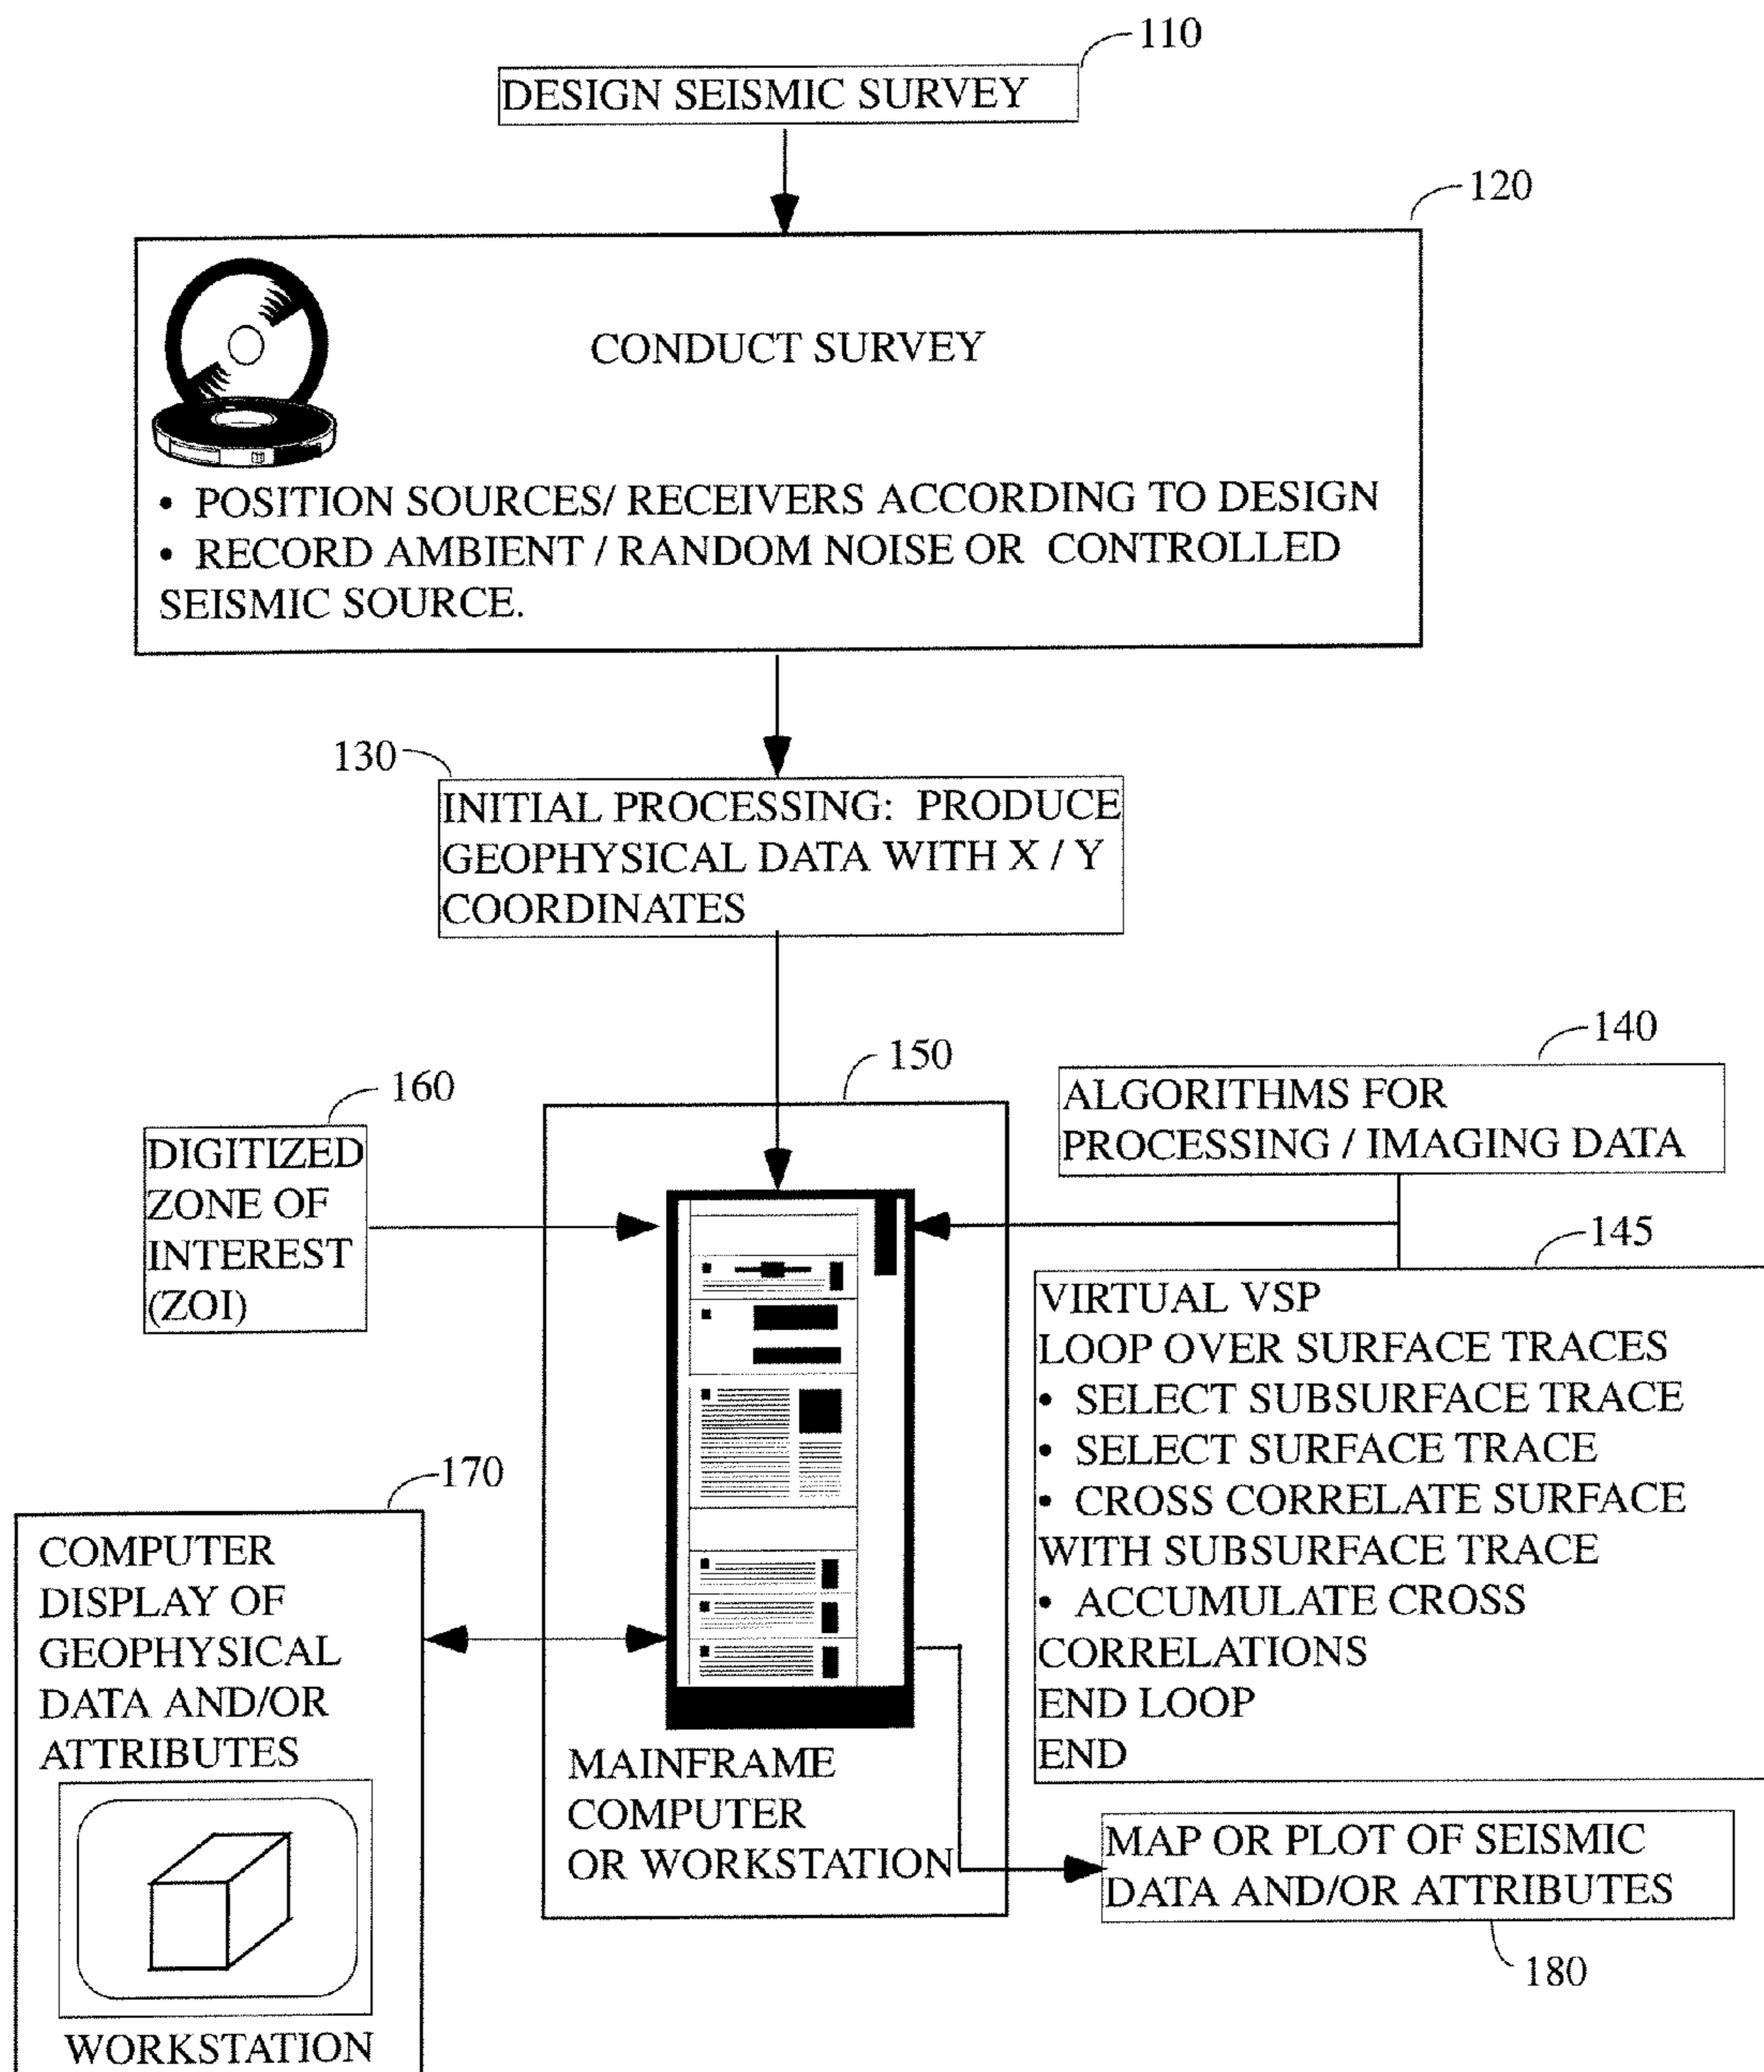 110
DESIGN SEISMIC SURVEY
120
CONDUCT SURVEY
• POSITION SOURCES/ RECEIVERS ACCORDING TO DESIGN
• RECORD AMBIENT / RANDOM NOISE OR CONTROLLED
SEISMIC SOURCE.
130
INITIAL PROCESSING: PRODUCE
GEOPHYSICAL DATA WITH X / Y
COORDINATES
140
ALGORITHMS FOR
PROCESSING / IMAGING DATA
150
160
DIGITIZED
ZONE OF
INTEREST
(ZOI)
145
VIRTUAL VSP
LOOP OVER SURFACE TRACES
• SELECT SUBSURFACE TRACE
• SELECT SURFACE TRACE
• CROSS CORRELATE SURFACE
WITH SUBSURFACE TRACE
• ACCUMULATE CROSS
CORRELATIONS
END LOOP
END
170
COMPUTER
DISPLAY OF
GEOPHYSICAL
DATA AND/OR
ATTRIBUTES
WORKSTATION
MAINFRAME
COMPUTER
OR WORKSTATION
MAP OR PLOT OF SEISMIC
DATA AND/OR ATTRIBUTES
180